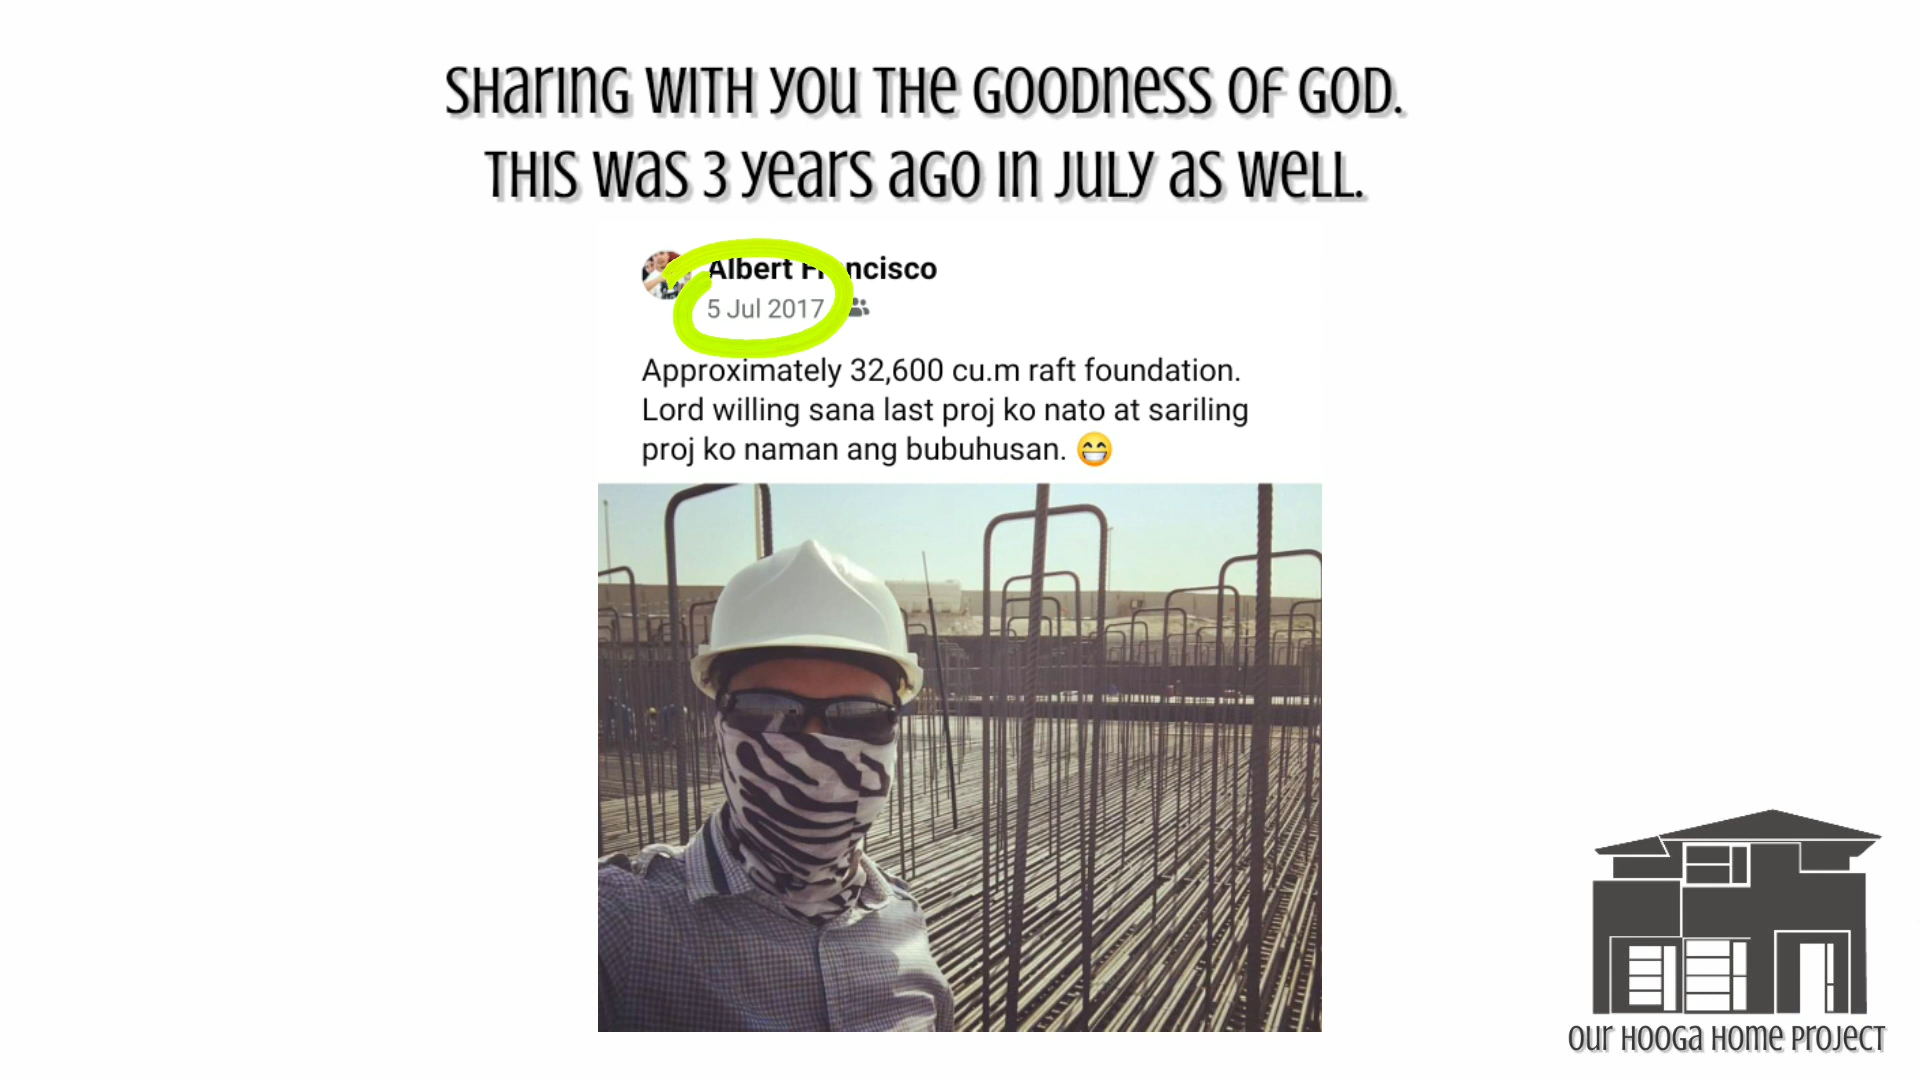 SHarING WITH you THe GOODness OF GOD.
THIS was 3 years aGO In July as well.
Albert Francisco
5 Jul 2017
Approximately 32,600 cu.m raft foundation.
Lord willing sana last proj ko nato at sariling
proj ko naman ang bubuhusan. 😁
our HOOGa Home Project